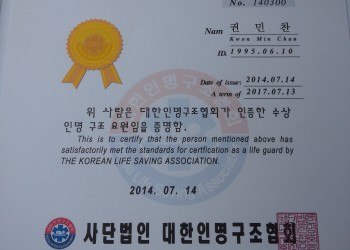 No. 140300
Nam 권 민 찬
Kwon Min Chan
ID. 1995.06.10
Date of issue: 2014.07.14
A term of 2017.07.13
위 사람은 대한인명구조협회가 인증한 수상
인명 구조 요원임을 증명함.
This is to certify that the person mentioned above has
satisfactorily met the standards for certfication as a life guard by
THE KOREAN LIFE SAVING ASSOCIATION.
2014. 07. 14
사단법인 대한인명구조협회